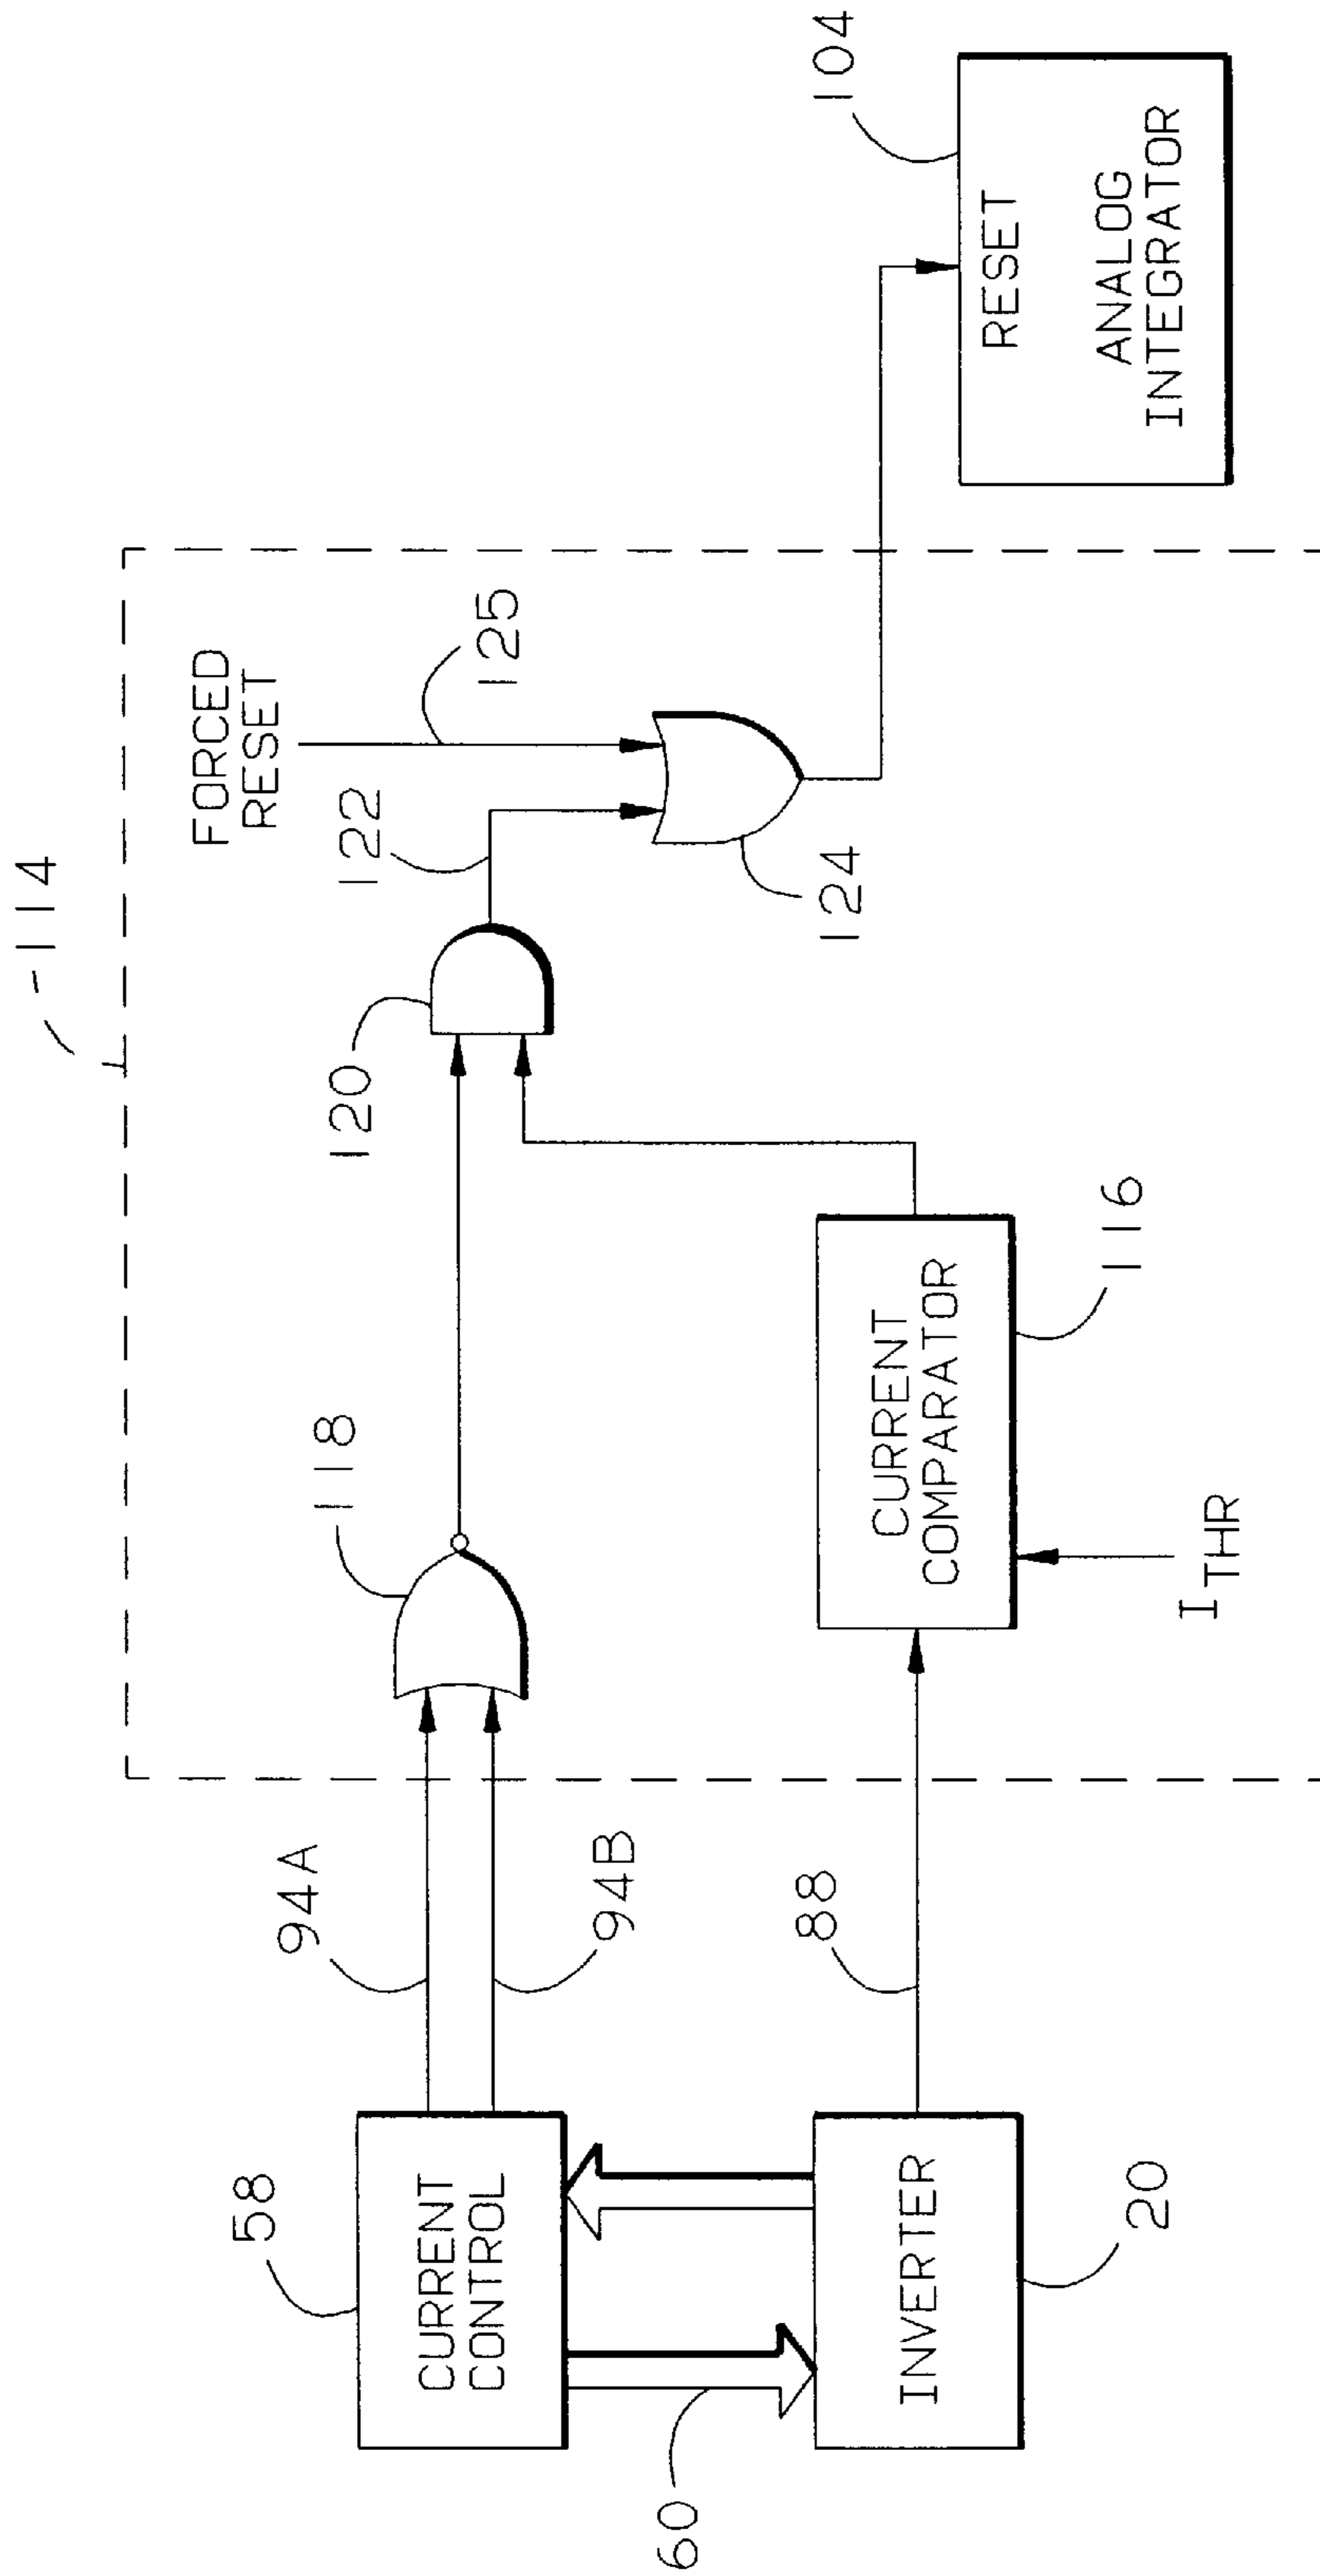 114
FORCED
RESET
125
122
120
118
124
104
RESET
ANALOG
INTEGRATOR
94A
94B
58
CURRENT
CONTROL
CURRENT
COMPARATOR
116
I THR
88
60
INVERTER
20